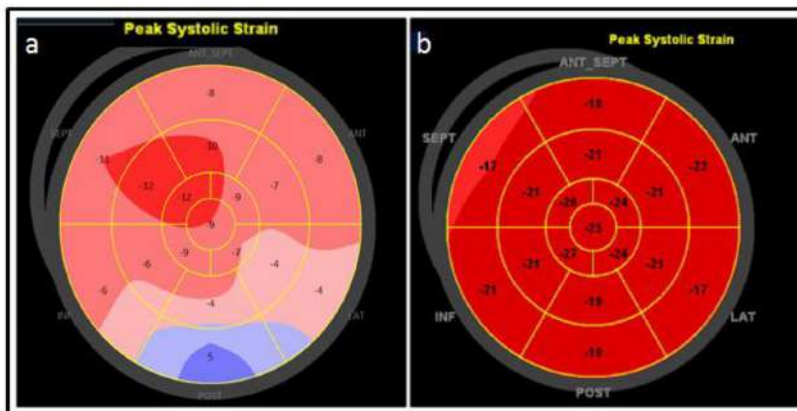 a
Peak Systolic Strain
ANT_SEPT
-8
SEPT
ANT
-11
-10
-8
-12
-7
-12
-9
-9
-9
-7
-6
-4
-6
-4
-4
INF
LAT
5
POST
b
Peak Systolic Strain
ANT_SEPT
-18
SEPT
ANT
-17
-21
-22
-21
-21
-24
-25
-27
-24
-21
-21
-21
-17
-19
INF
LAT
-19
POST